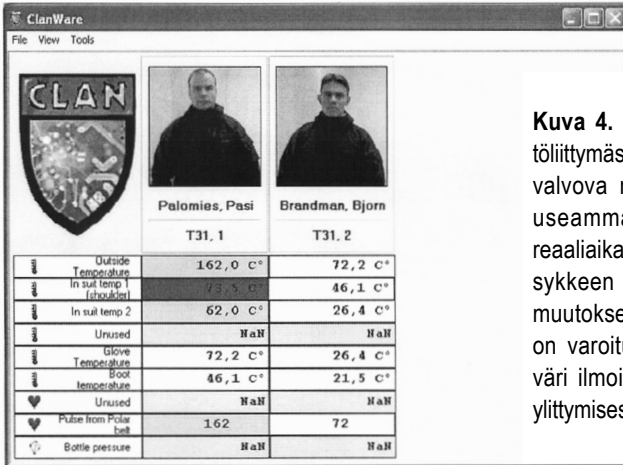 ClanWare
File View Tools
CLAN
Palomies, Pasi Brandman, Bjorn
T31, 1 T31, 2
Outside Temperature 162,0 C° 72,2 C°
In suit temp 1 (shoulder) 73,5 C° 46,1 C°
In suit temp 2 62,0 C° 26,4 C°
Unused NaN NaN
Glove Temperature 72,2 C° 26,4 C°
Boot temperature 46,1 C° 21,5 C°
Unused NaN NaN
Pulse from Polar belt 162 72
Bottle pressure NaN NaN
Kuva 4.
töliittymäs
valvova
useamma
reaaliaika
sykkeen
muutokse
on varoitu
väri ilmoi
ylittymises